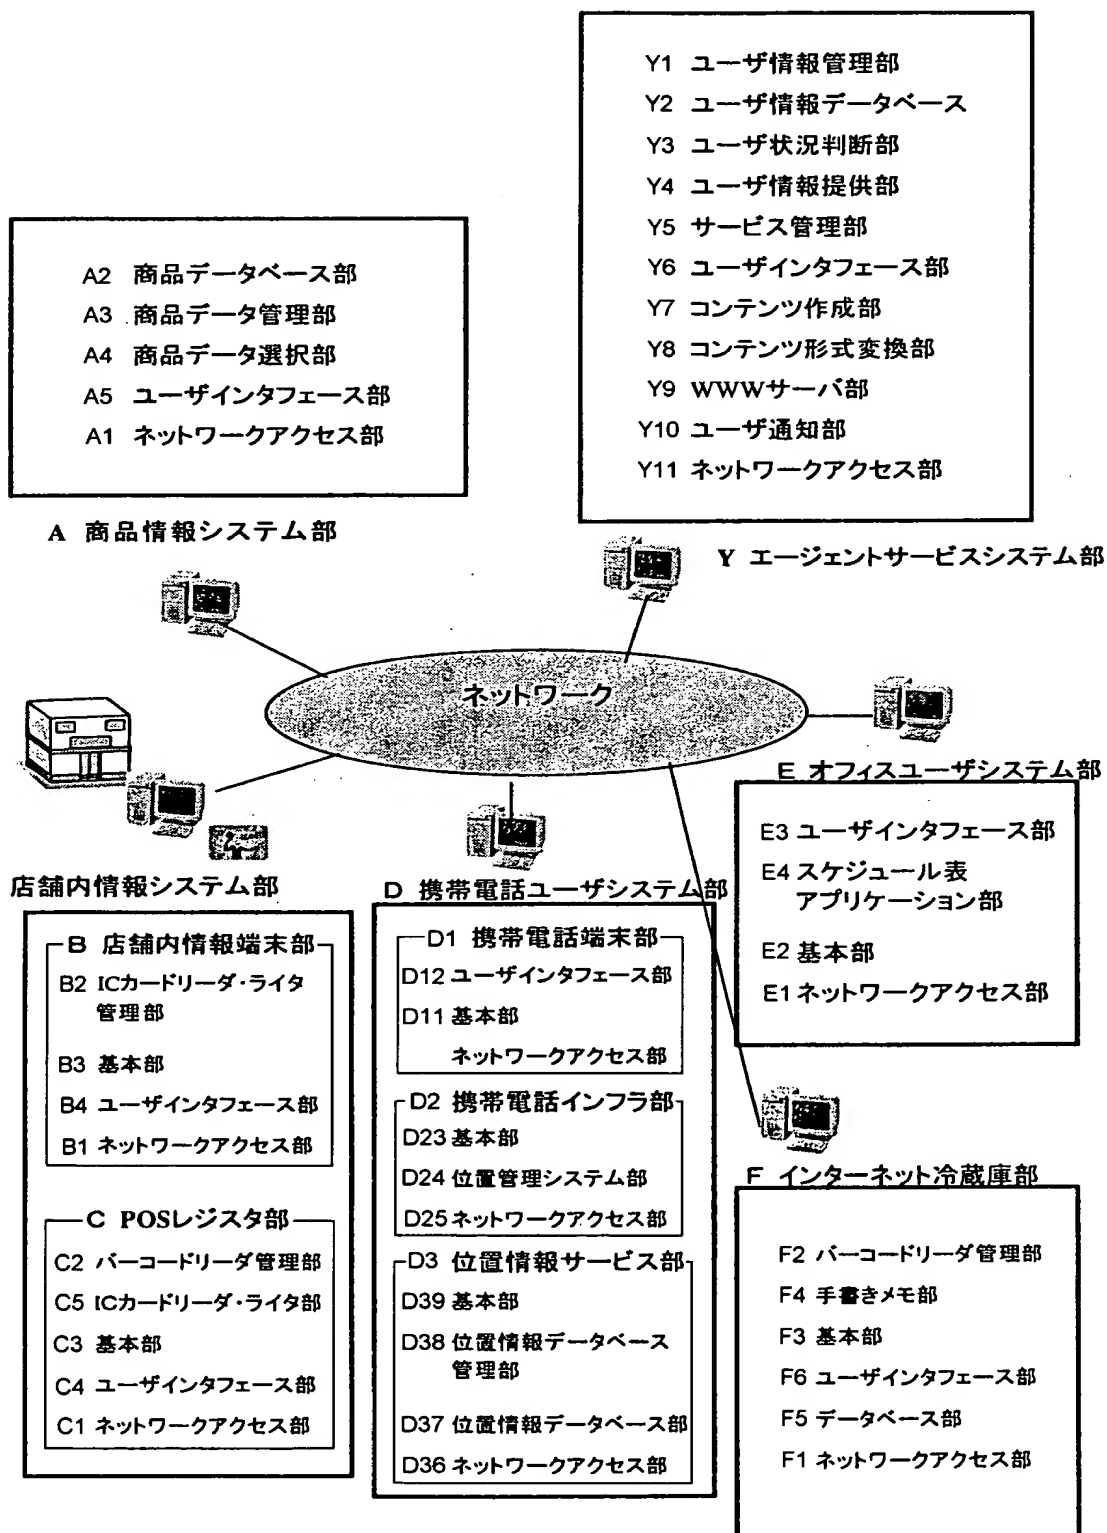 Y1 ユーザ情報管理部
Y2 ユーザ情報データベース
Y3 ユーザ状況判断部
Y4 ユーザ情報提供部
Y5 サービス管理部
Y6 ユーザインタフェース部
Y7 コンテンツ作成部
Y8 コンテンツ形式変換部
Y9 WWWサーバ部
Y10 ユーザ通知部
Y11 ネットワークアクセス部
Y エージェントサービスシステム部
A2 商品データベース部
A3 商品データ管理部
A4 商品データ選択部
A5 ユーザインタフェース部
A1 ネットワークアクセス部
A 商品情報システム部
ネットワーク
店舗内情報システム部
B 店舗内情報端末部
B2 ICカードリーダ・ライタ
管理部
B3 基本部
B4 ユーザインタフェース部
B1 ネットワークアクセス部
C POSレジスタ部
C2 バーコードリーダ管理部
C5 ICカードリーダ・ライタ部
C3 基本部
C4 ユーザインタフェース部
C1 ネットワークアクセス部
D 携帯電話ユーザシステム部
D1 携帯電話端末部
D12 ユーザインタフェース部
D11 基本部
ネットワークアクセス部
D2 携帯電話インフラ部
D23 基本部
D24 位置管理システム部
D25 ネットワークアクセス部
D3 位置情報サービス部
D39 基本部
D38 位置情報データベース
管理部
D37 位置情報データベース部
D36 ネットワークアクセス部
E オフィスユーザシステム部
E3 ユーザインタフェース部
E4 スケジュール表
アプリケーション部
E2 基本部
E1 ネットワークアクセス部
F インターネット冷蔵庫部
F2 バーコードリーダ管理部
F4 手書きメモ部
F3 基本部
F6 ユーザインタフェース部
F5 データベース部
F1 ネットワークアクセス部